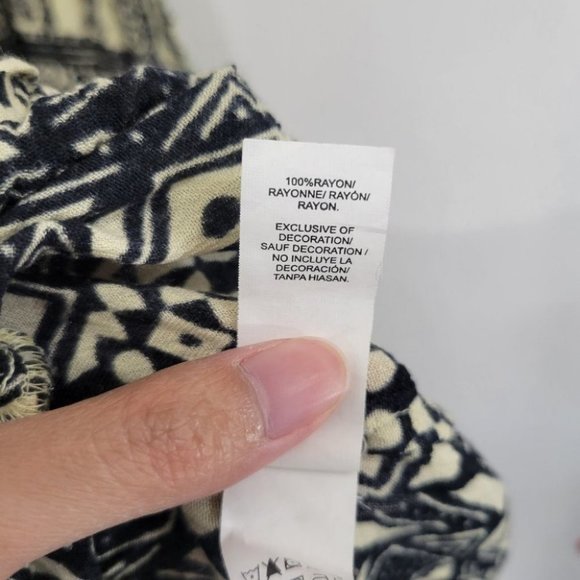 100%RAYON/
RAYONNE/ RAYÓN/
RAYON.
EXCLUSIVE OF
DECORATION/
SAUF DECORATION /
NO INCLUYE LA
DECORACIÓN/
TANPA HIASAN.